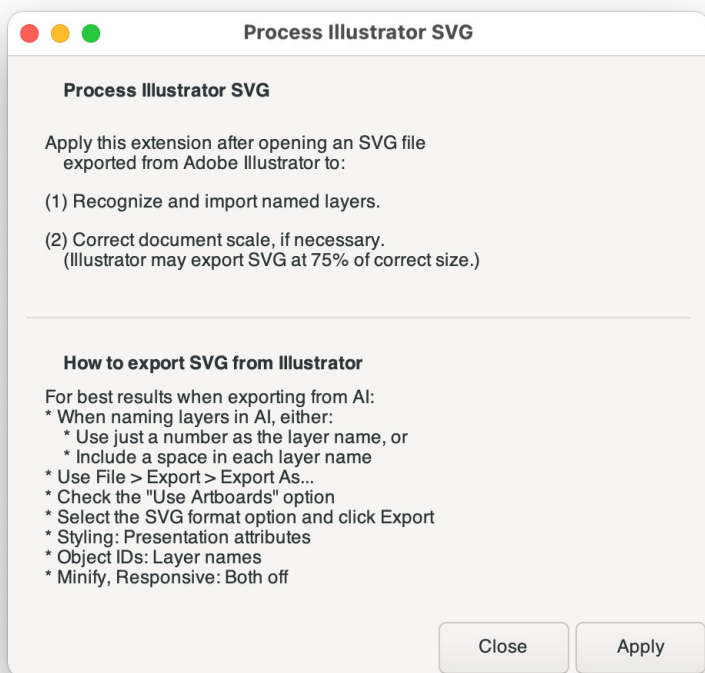 Process Illustrator SVG
Process Illustrator SVG
Apply this extension after opening an SVG file
exported from Adobe Illustrator to:
(1) Recognize and import named layers.
(2) Correct document scale, if necessary.
(Illustrator may export SVG at 75% of correct size.)
How to export SVG from Illustrator
For best results when exporting from AI:
* When naming layers in AI, either:
* Use just a number as the layer name, or
* Include a space in each layer name
* Use File > Export > Export As...
* Check the "Use Artboards" option
* Select the SVG format option and click Export
* Styling: Presentation attributes
* Object IDs: Layer names
* Minify, Responsive: Both off
Close Apply